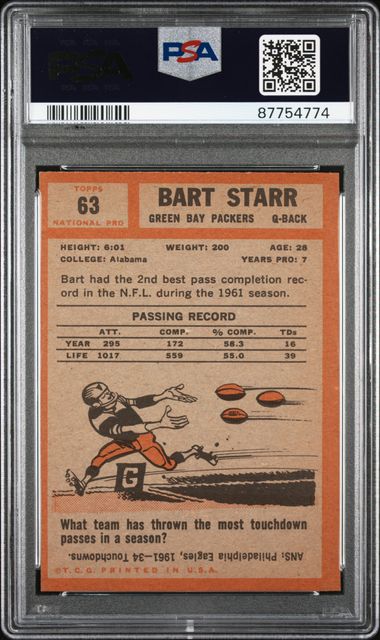 PSA
PSA
87754774
TOPPS
63
NATIONAL PRO
BART STARR
GREEN BAY PACKERS Q-BACK
HEIGHT: 6:01 WEIGHT: 200 AGE: 28
COLLEGE: Alabama YEARS PRO: 7
Bart had the 2nd best pass completion rec-
ord in the N.F.L. during the 1961 season.
PASSING RECORD
ATT. COMP. % COMP. TDs
YEAR 295 172 58.3 16
LIFE 1017 559 55.0 39
G
What team has thrown the most touchdown
passes in a season?
ANS: Philadelphia Eagles, 1961-34 Touchdowns.
©T.C.G. PRINTED IN U.S.A.